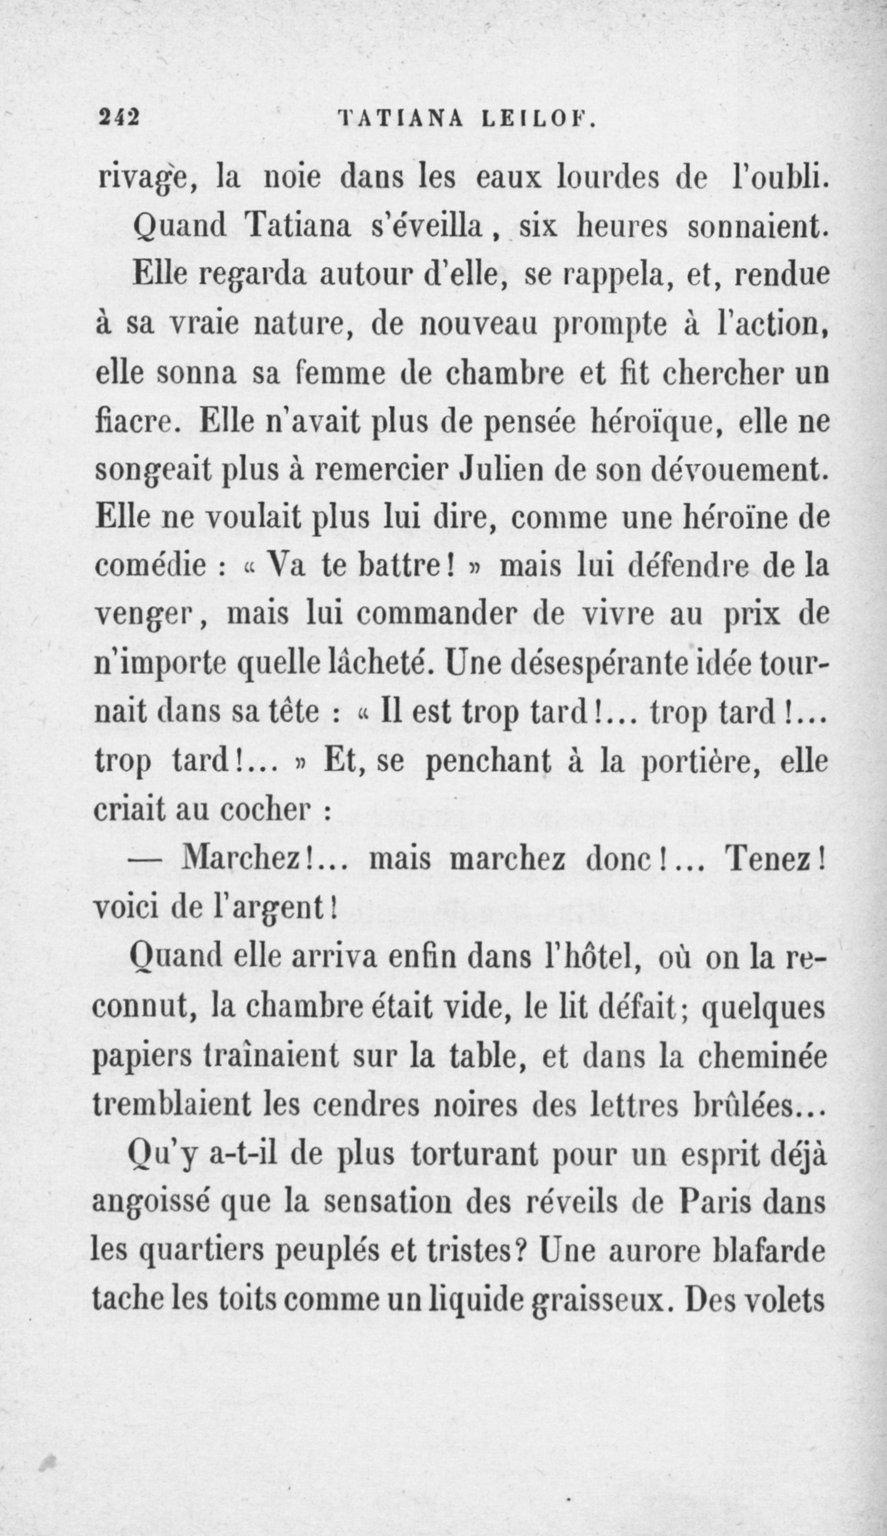 242 TATIANA LEILOF.
rivage, la noie dans les eaux lourdes de l'oubli.
Quand Tatiana s'éveilla, six heures sonnaient.
Elle regarda autour d'elle, se rappela, et, rendue
à sa vraie nature, de nouveau prompte à l'action,
elle sonna sa femme de chambre et fit chercher un
fiacre. Elle n'avait plus de pensée héroïque, elle ne
songeait plus à remercier Julien de son dévouement.
Elle ne voulait plus lui dire, comme une héroïne de
comédie : « Va te battre! » mais lui défendre de la
venger, mais lui commander de vivre au prix de
n'importe quelle lâcheté. Une désespérante idée tour-
nait dans sa tête : « Il est trop tard!... trop tard!...
trop tard!... » Et, se penchant à la portière, elle
criait au cocher :
— Marchez!... mais marchez donc!... Tenez!
voici de l'argent!
Quand elle arriva enfin dans l'hôtel, où on la re-
connut, la chambre était vide, le lit défait; quelques
papiers traînaient sur la table, et dans la cheminée
tremblaient les cendres noires des lettres brûlées...
Qu'y a-t-il de plus torturant pour un esprit déjà
angoissé que la sensation des réveils de Paris dans
les quartiers peuplés et tristes? Une aurore blafarde
tache les toits comme un liquide graisseux. Des volets